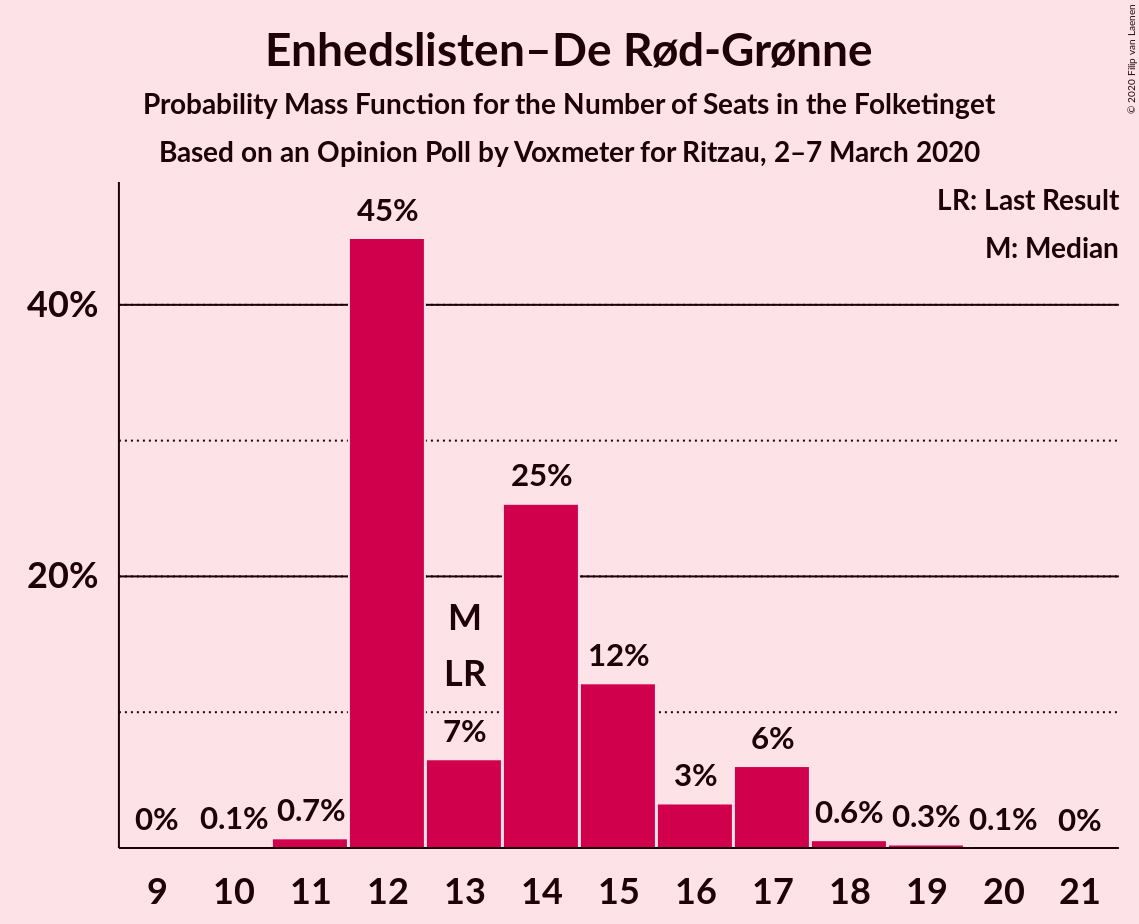 Enhedslisten–De Rød-Grønne
Probability Mass Function for the Number of Seats in the Folketinget
Based on an Opinion Poll by Voxmeter for Ritzau, 2–7 March 2020
© 2020 Filip van Laenen
LR: Last Result
M: Median
45%
40%
25%
20%
M
LR
12%
7%
6%
3%
0%
0.1%
0.7%
0.6%
0.3%
0.1%
0%
9 10 11 12 13 14 15 16 17 18 19 20 21